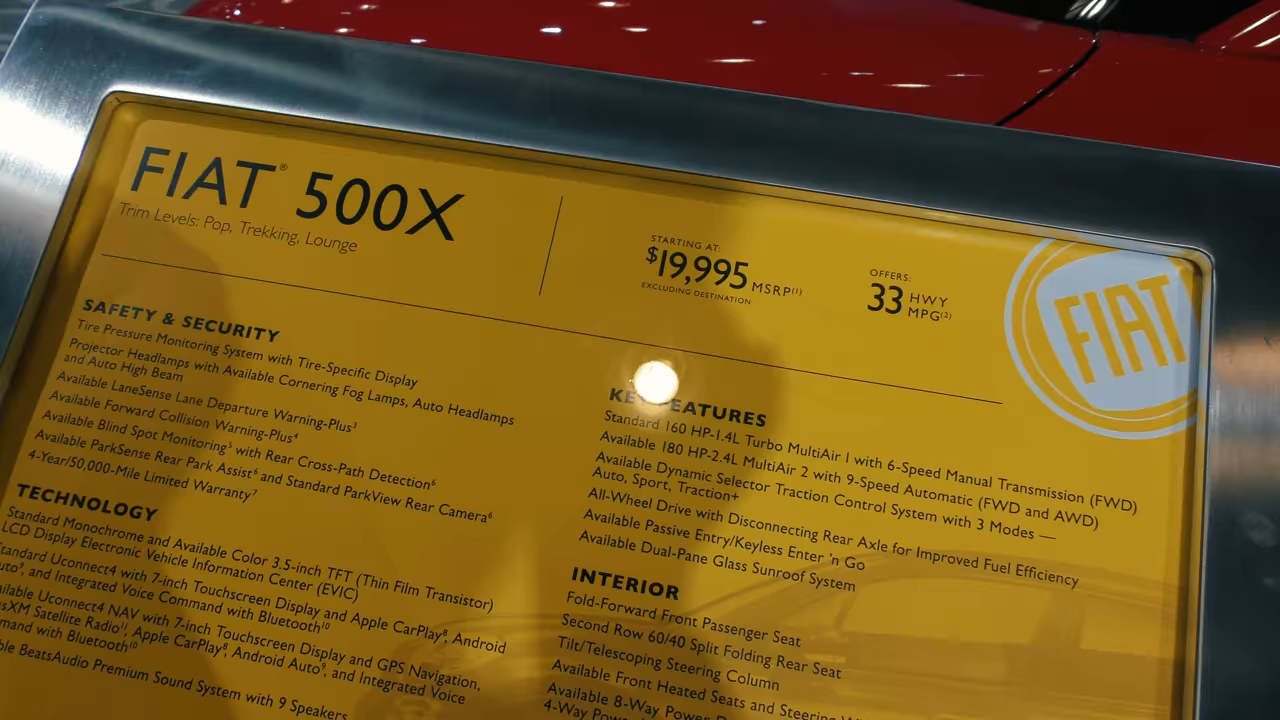 FIAT® 500X
Trim Levels: Pop, Trekking, Lounge
STARTING AT:
$19,995 MSRP(1)
EXCLUDING DESTINATION
OFFERS:
33 HWY
MPG(2)
FIAT
SAFETY & SECURITY
Tire Pressure Monitoring System with Tire-Specific Display
Projector Headlamps with Available Cornering Fog Lamps, Auto Headlamps
and Auto High Beam
Available LaneSense Lane Departure Warning-Plus3
Available Forward Collision Warning-Plus4
Available Blind Spot Monitoring5 with Rear Cross-Path Detection6
Available ParkSense Rear Park Assist6 and Standard ParkView Rear Camera6
4-Year/50,000-Mile Limited Warranty7
TECHNOLOGY
Standard Monochrome and Available Color 3.5-inch TFT (Thin Film Transistor)
LCD Display Electronic Vehicle Information Center (EVIC)
Standard Uconnect4 with 7-inch Touchscreen Display and Apple CarPlay8, Android
Auto9, and Integrated Voice Command with Bluetooth10
Uconnect4 NAV with 7-inch Touchscreen Display and GPS Navigation,
Satellite Radio11, Apple CarPlay8, Android Auto9, and Integrated Voice
with Bluetooth10
BeatsAudio Premium Sound System with 9 Speakers
KEY FEATURES
Standard 160 HP-1.4L Turbo MultiAir I with 6-Speed Manual Transmission (FWD)
Available 180 HP-2.4L MultiAir 2 with 9-Speed Automatic (FWD and AWD)
Available Dynamic Selector Traction Control System with 3 Modes —
Auto, Sport, Traction+
All-Wheel Drive with Disconnecting Rear Axle for Improved Fuel Efficiency
Available Passive Entry/Keyless Enter 'n Go
Available Dual-Pane Glass Sunroof System
INTERIOR
Fold-Forward Front Passenger Seat
Second Row 60/40 Split Folding Rear Seat
Tilt/Telescoping Steering Column
Available Front Heated Seats and Steering
Available 8-Way Power
4-Way